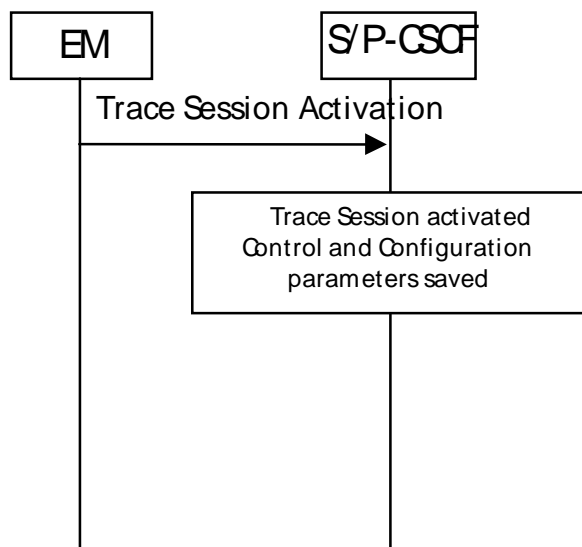 EM
S/P-CSCF
Trace Session Activation
Trace Session activated
Control and Configuration
parameters saved